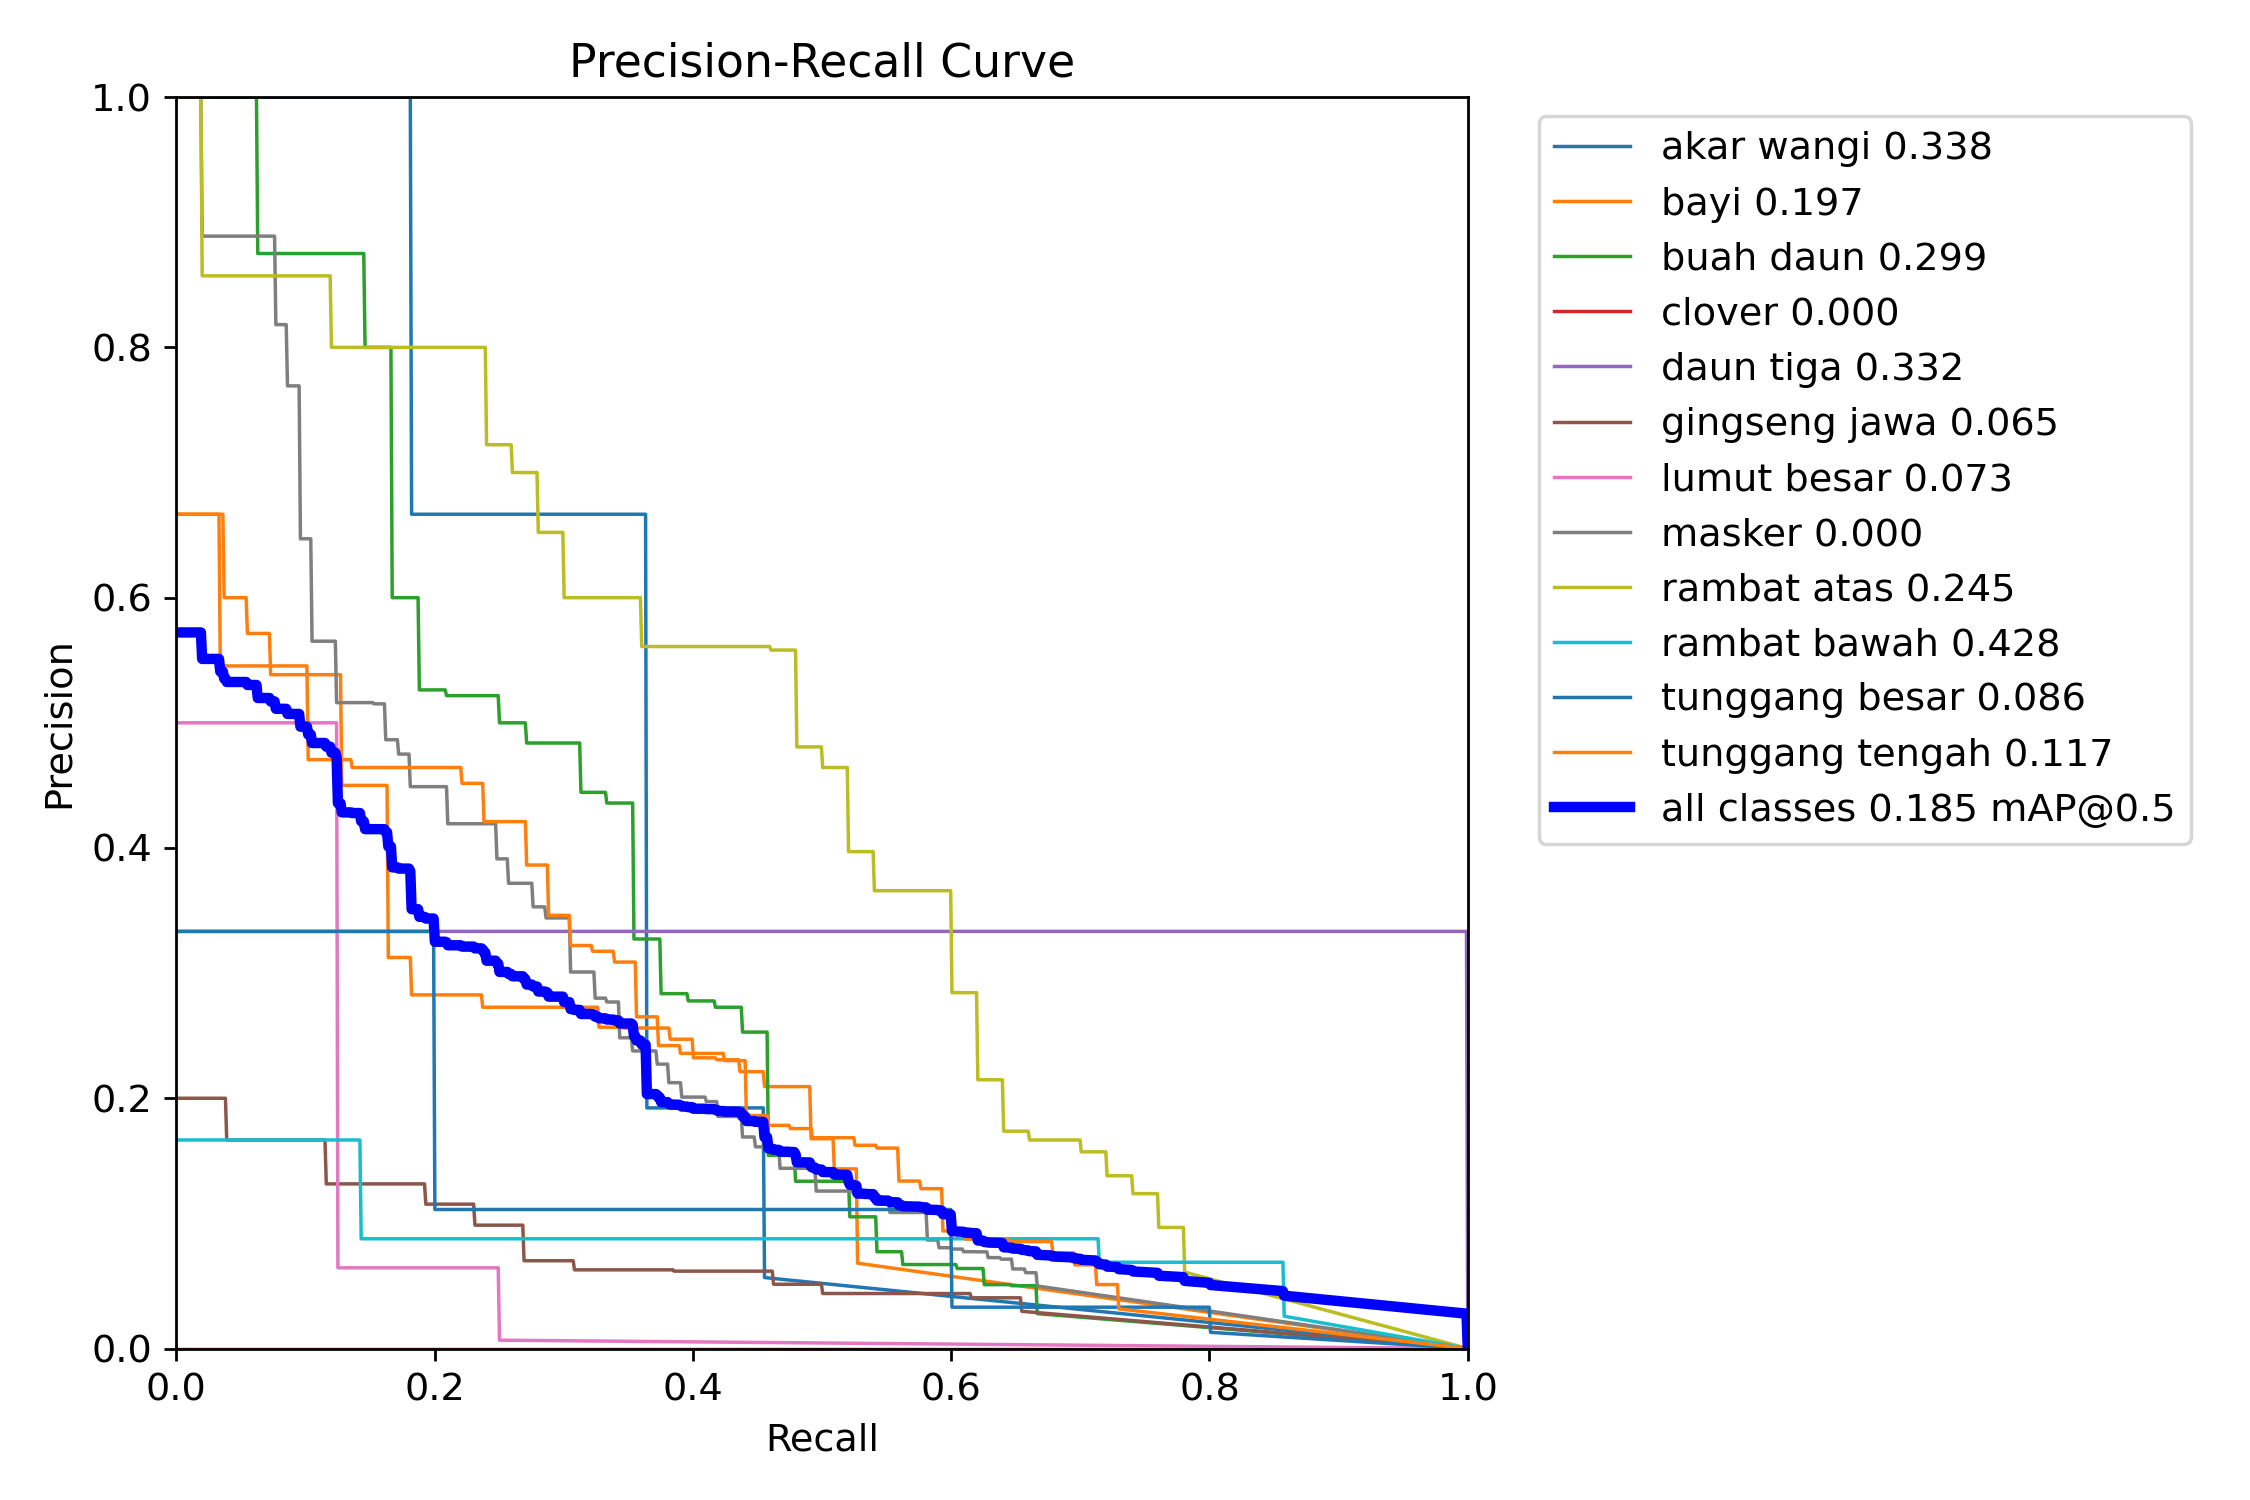 Precision-Recall Curve
1.0
0.8
0.6
0.4
0.2
0.0
Precision
0.0 0.2 0.4 0.6 0.8 1.0
Recall
akar wangi 0.338
bayi 0.197
buah daun 0.299
clover 0.000
daun tiga 0.332
gingseng jawa 0.065
lumut besar 0.073
masker 0.000
rambat atas 0.245
rambat bawah 0.428
tunggang besar 0.086
tunggang tengah 0.117
all classes 0.185 mAP@0.5